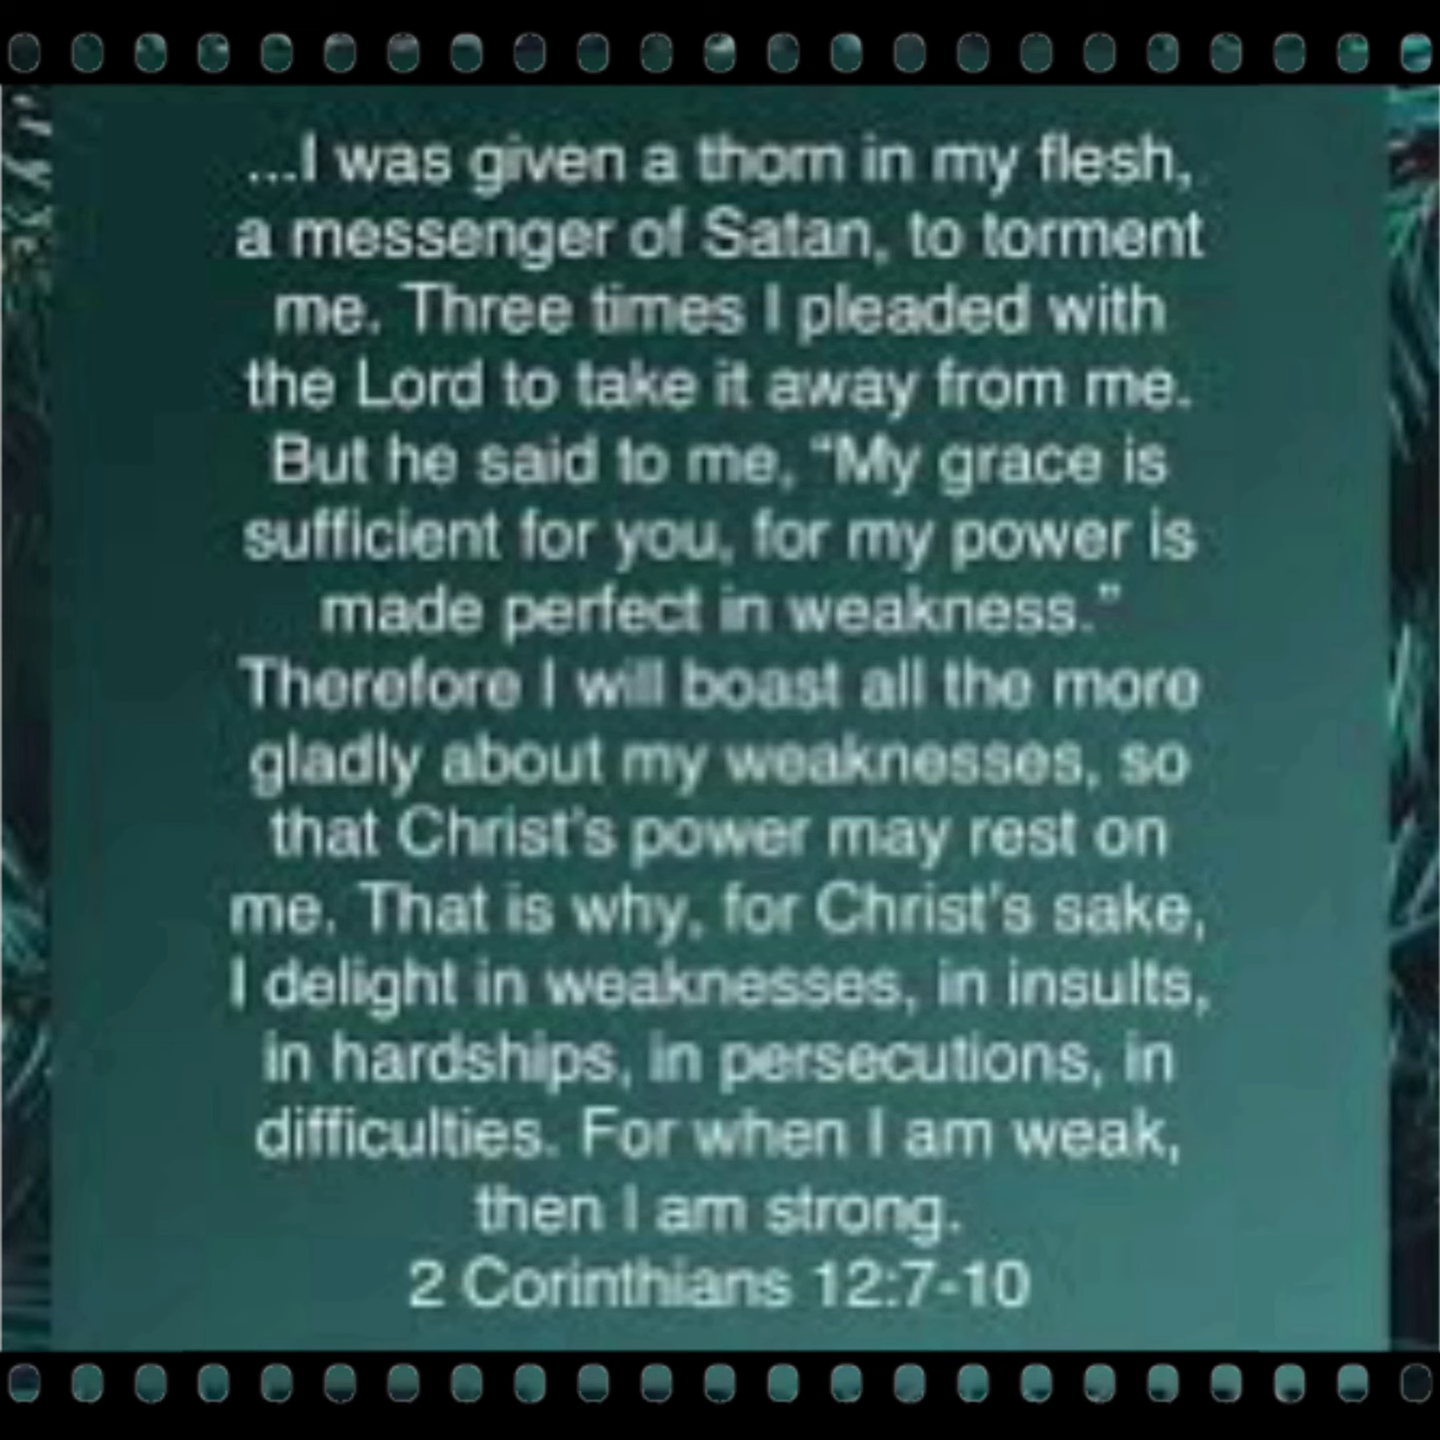 ...I was given a thorn in my flesh,
a messenger of Satan, to torment
me. Three times I pleaded with
the Lord to take it away from me.
But he said to me, “My grace is
sufficient for you, for my power is
made perfect in weakness.”
Therefore I will boast all the more
gladly about my weaknesses, so
that Christ’s power may rest on
me. That is why, for Christ’s sake,
I delight in weaknesses, in insults,
in hardships, in persecutions, in
difficulties. For when I am weak,
then I am strong.
2 Corinthians 12:7-10